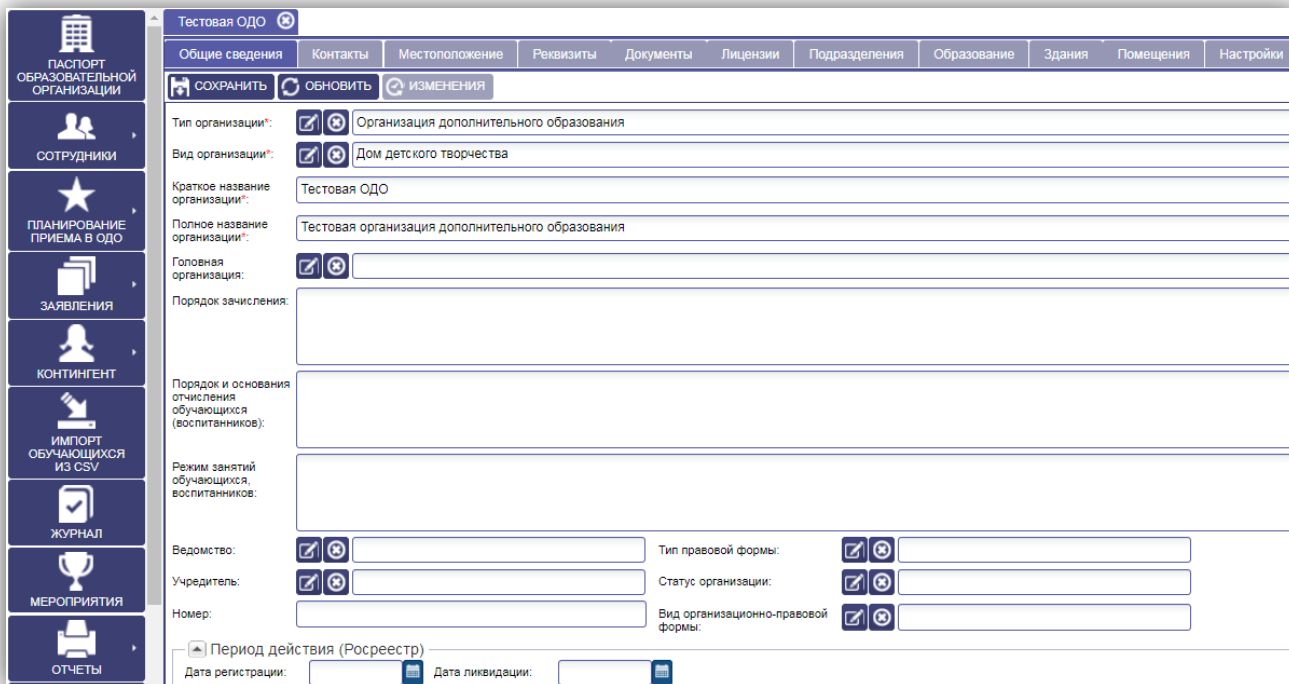 ПАСПОРТ
ОБРАЗОВАТЕЛЬНОЙ
ОРГАНИЗАЦИИ
СОТРУДНИКИ
ПЛАНИРОВАНИЕ
ПРИЕМА В ОДО
ЗАЯВЛЕНИЯ
КОНТИНГЕНТ
ИМПОРТ
ОБУЧАЮЩИХСЯ
ИЗ CSV
ЖУРНАЛ
МЕРОПРИЯТИЯ
ОТЧЕТЫ
Тестовая ОДО
Общие сведения Контакты Местоположение Реквизиты Документы Лицензии Подразделения Образование Здания Помещения Настройки
СОХРАНИТЬ ОБНОВИТЬ ИЗМЕНЕНИЯ
Тип организации*: Организация дополнительного образования
Вид организации*: Дом детского творчества
Краткое название
организации*:
Тестовая ОДО
Полное название
организации*:
Тестовая организация дополнительного образования
Головная
организация:
Порядок зачисления:
Порядок и основания
отчисления
обучающихся
(воспитанников):
Режим занятий
обучающихся,
воспитанников:
Ведомство: Тип правовой формы:
Учредитель: Статус организации:
Номер: Вид организационно-правовой
формы:
Период действия (Росреестр)
Дата регистрации: Дата ликвидации: